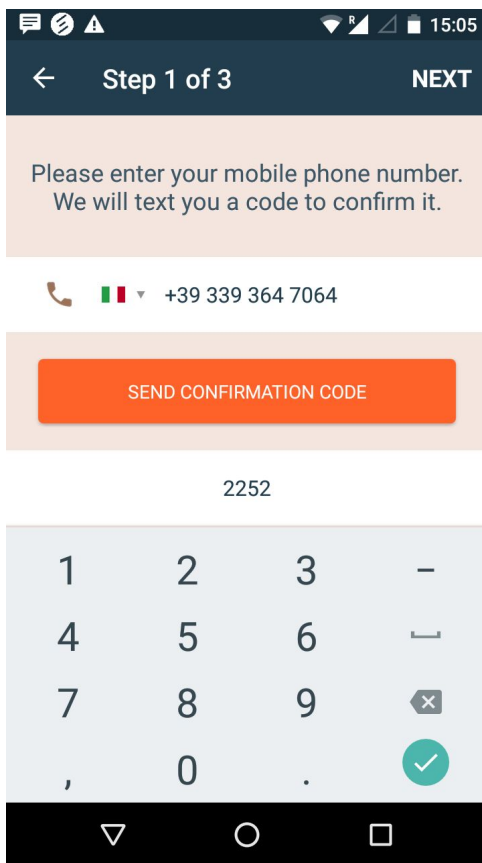 R 15:05
Step 1 of 3 NEXT
Please enter your mobile phone number.
We will text you a code to confirm it.
+39 339 364 7064
SEND CONFIRMATION CODE
2252
1 2 3 –
4 5 6
7 8 9
, 0 .